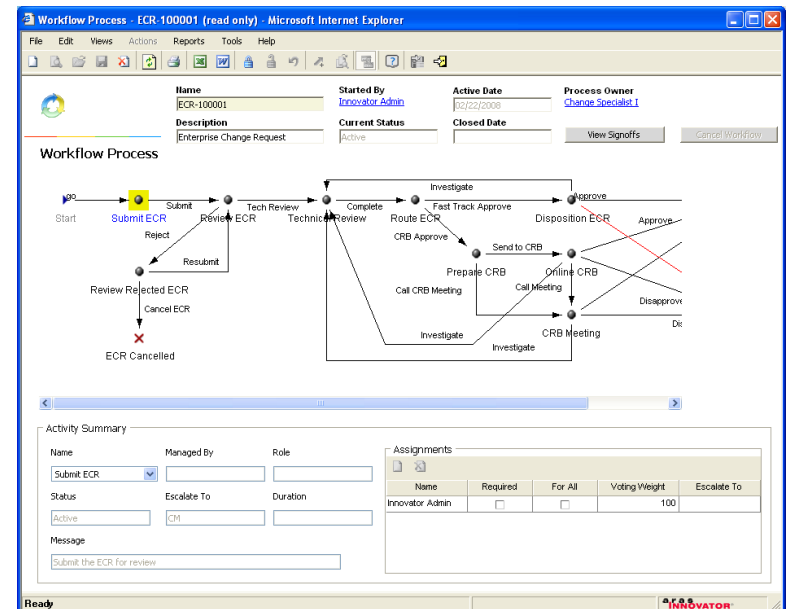 Workflow Process - ECR-100001 (read only) - Microsoft Internet Explorer
File Edit Views Actions Reports Tools Help
Name Started By Active Date Process Owner
ECR-100001 Innovator Admin 02/22/2008 Change Specialist I
Description Current Status Closed Date
Enterprise Change Request Active View Signoffs Cancel Workflow
Workflow Process
Investigate
go Submit Tech Review Complete Fast Track Approve Approve
Start Submit ECR Review ECR Technical Review Route ECR Disposition ECR Approve
Reject CRB Approve
Send to CRB
Resubmit
Prepare CRB Online CRB
Review Rejected ECR Call CRB Meeting Call Meeting
Disapprove
Cancel ECR
Dis
Investigate CRB Meeting
Investigate
ECR Cancelled
Activity Summary
Name Managed By Role Assignments
Submit ECR
Name Required For All Voting Weight Escalate To
Status Escalate To Duration Innovator Admin 100
Active CM
Message
Submit the ECR for review
Ready aras INNOVATOR